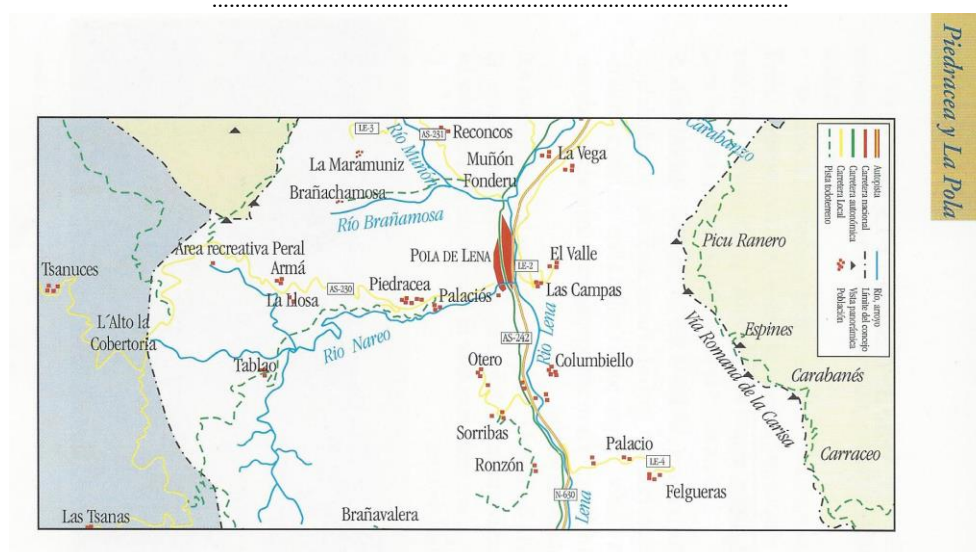 Piedracea y La Pola
Autopista
Carretera nacional
Carretera autonómica
Carretera Local
Pista todoterreno
Río, arroyo
Límite del concejo
Vista panorámica
Población
LE-3
AS-231
Reconcos
Río Muñón
La Maramuniz
Muñón
Fonderu
La Vega
Carabanzo
Brañachamosa
Río Brañamosa
Picu Ranero
Área recreativa Peral
POLA DE LENA
LE-2
El Valle
Tsanuces
Armá
AS-230
Piedracea
Palaciós
Las Campas
La Llosa
L´Alto la
Cobertoria
Río Nareo
AS-242
Río Lena
Vía Romand de la Carisa
Espines
Tablao
Otero
Columbiello
Carabanés
Sorribas
Palacio
Carraceo
Ronzón
LE-4
Felgueras
N-630
Lena
Las Tsanas
Brañavalera